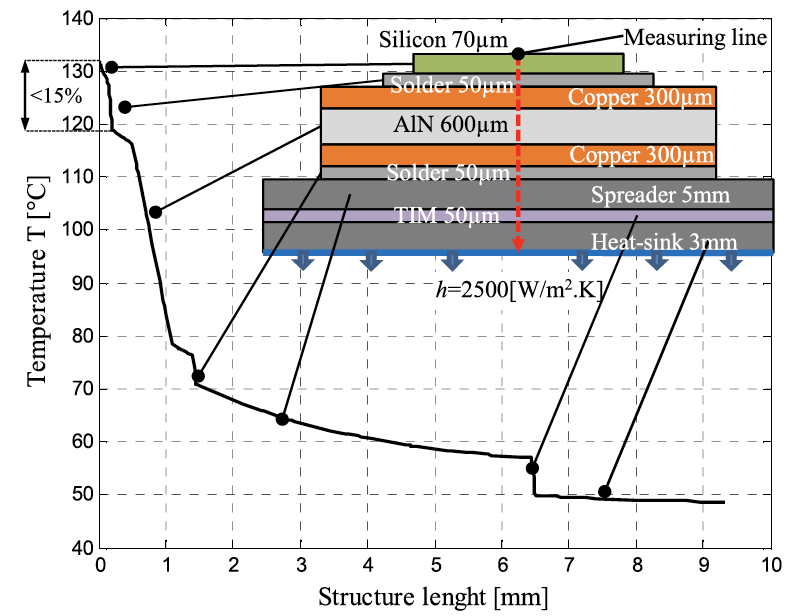 140
130
120
110
100
90
80
70
60
50
40
Temperature T [°C]
<15%
Silicon 70µm
Measuring line
Solder 50µm
Copper 300µm
AlN 600µm
Copper 300µm
Solder 50µm
Spreader 5mm
TIM 50µm
Heat-sink 3mm
h=2500[W/m².K]
0 1 2 3 4 5 6 7 8 9 10
Structure lenght [mm]